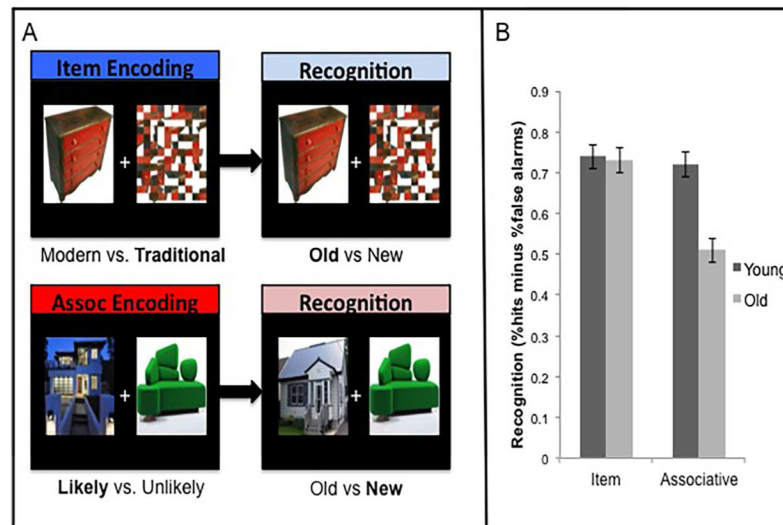 A
Item Encoding
Recognition
+
+
Modern vs. Traditional
Old vs New
Assoc Encoding
Recognition
+
+
Likely vs. Unlikely
Old vs New
B
Recognition (%hits minus %false alarms)
0.9
0.8
0.7
0.6
0.5
0.4
0.3
0.2
0.1
0
Item
Associative
Young
Old